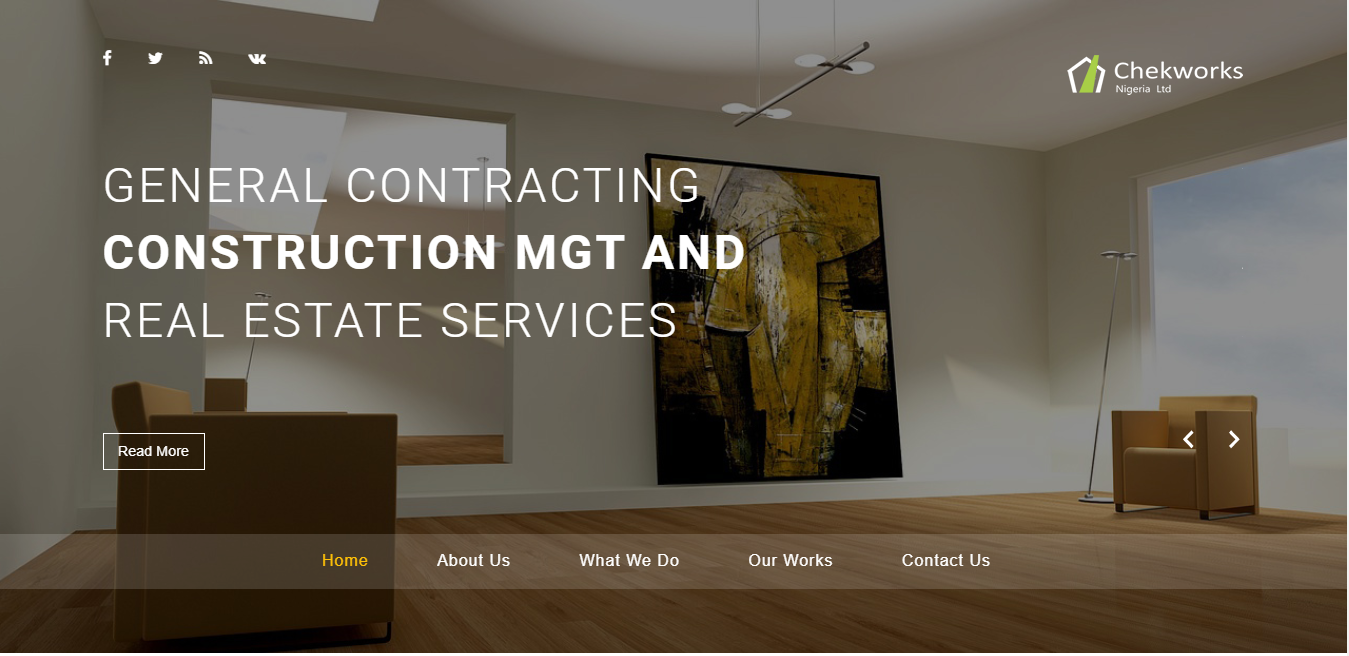 Chekworks
Nigeria Ltd
GENERAL CONTRACTING
CONSTRUCTION MGT AND
REAL ESTATE SERVICES
Read More
Home About Us What We Do Our Works Contact Us